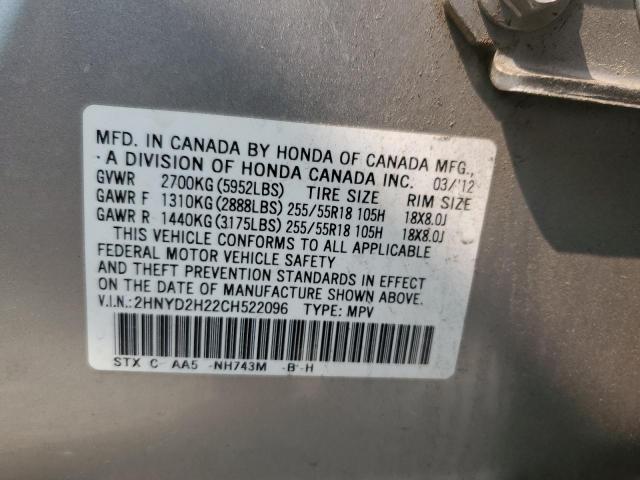 MFD. IN CANADA BY HONDA OF CANADA MFG.,
A DIVISION OF HONDA CANADA INC. 03/'12
GVWR 2700KG(5952LBS) TIRE SIZE RIM SIZE
GAWR F 1310KG(2888LBS) 255/55R18 105H 18X8.0J
GAWR R 1440KG(3175LBS) 255/55R18 105H 18X8.0J
THIS VEHICLE CONFORMS TO ALL APPLICABLE
FEDERAL MOTOR VEHICLE SAFETY
AND THEFT PREVENTION STANDARDS IN EFFECT
ON THE DATE OF MANUFACTURE SHOWN ABOVE.
V.I.N.:2HNYD2H22CH522096 TYPE: MPV
STX C AA5 -NH743M -B -H